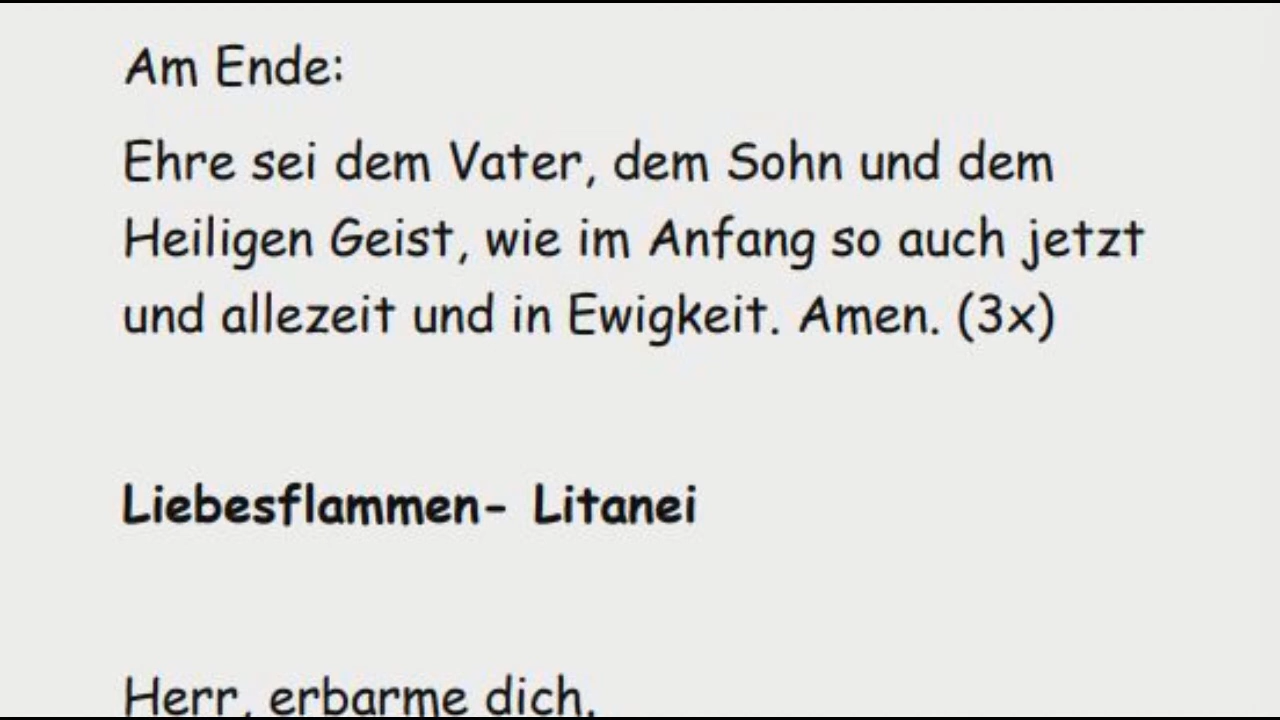 Am Ende:
Ehre sei dem Vater, dem Sohn und dem
Heiligen Geist, wie im Anfang so auch jetzt
und allezeit und in Ewigkeit. Amen. (3x)
Liebesflammen- Litanei
Herr, erbarme dich.